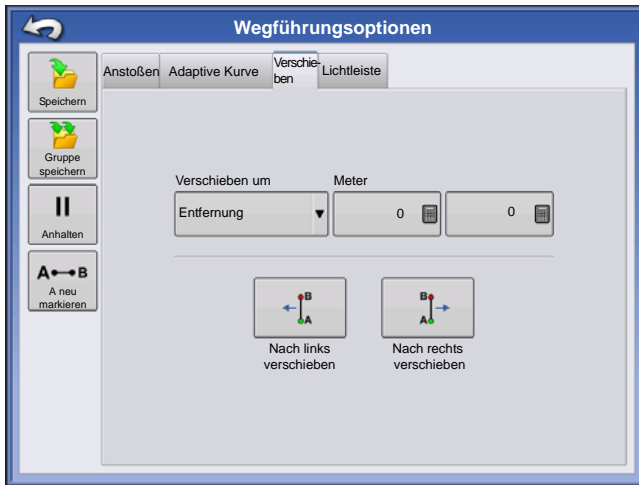 Wegführungsoptionen
Speichern
Gruppe
speichern
Anhalten
A B
A neu
markieren
Anstoßen
Adaptive Kurve
Verschie-
ben
Lichtleiste
Verschieben um
Meter
Entfernung
0
0
B
A
Nach links
verschieben
B
A
Nach rechts
verschieben